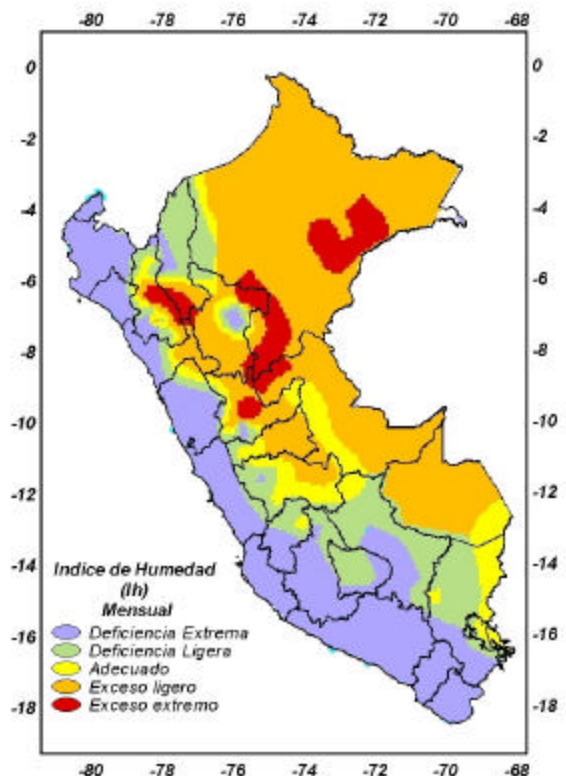 -80 -78 -76 -74 -72 -70 -68
0 0
-2 -2
-4 -4
-6 -6
-8 -8
-10 -10
-12 -12
-14 -14
Indice de Humedad
(Ih)
Mensual
Deficiencia Extrema
Deficiencia Ligera
-16 -16
Adecuado
Exceso ligero
Exceso extremo
-18 -18
-80 -78 -76 -74 -72 -70 -68